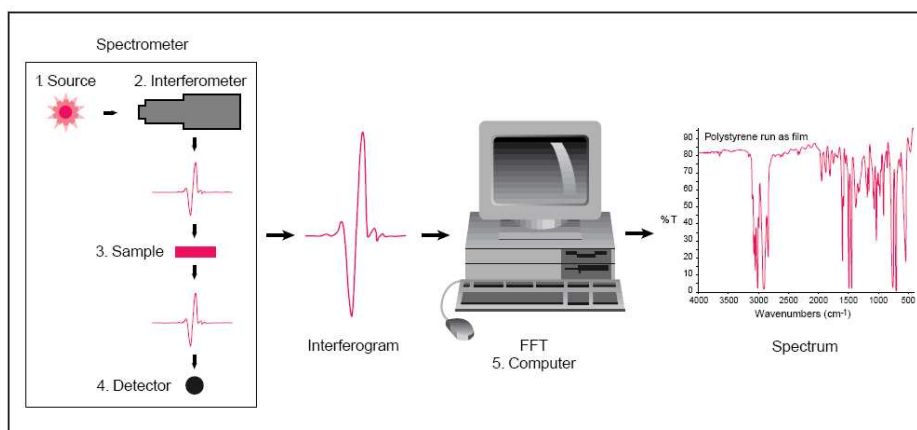 Spectrometer
1 Source
2. Interferometer
3. Sample
4. Detector
Interferogram
FFT
5. Computer
Polystyrene run as film
%T
90
80
70
60
50
40
30
20
10
0
4000 3500 3000 2500 2000 1500 1000 500
Wavenumbers (cm-1)
Spectrum